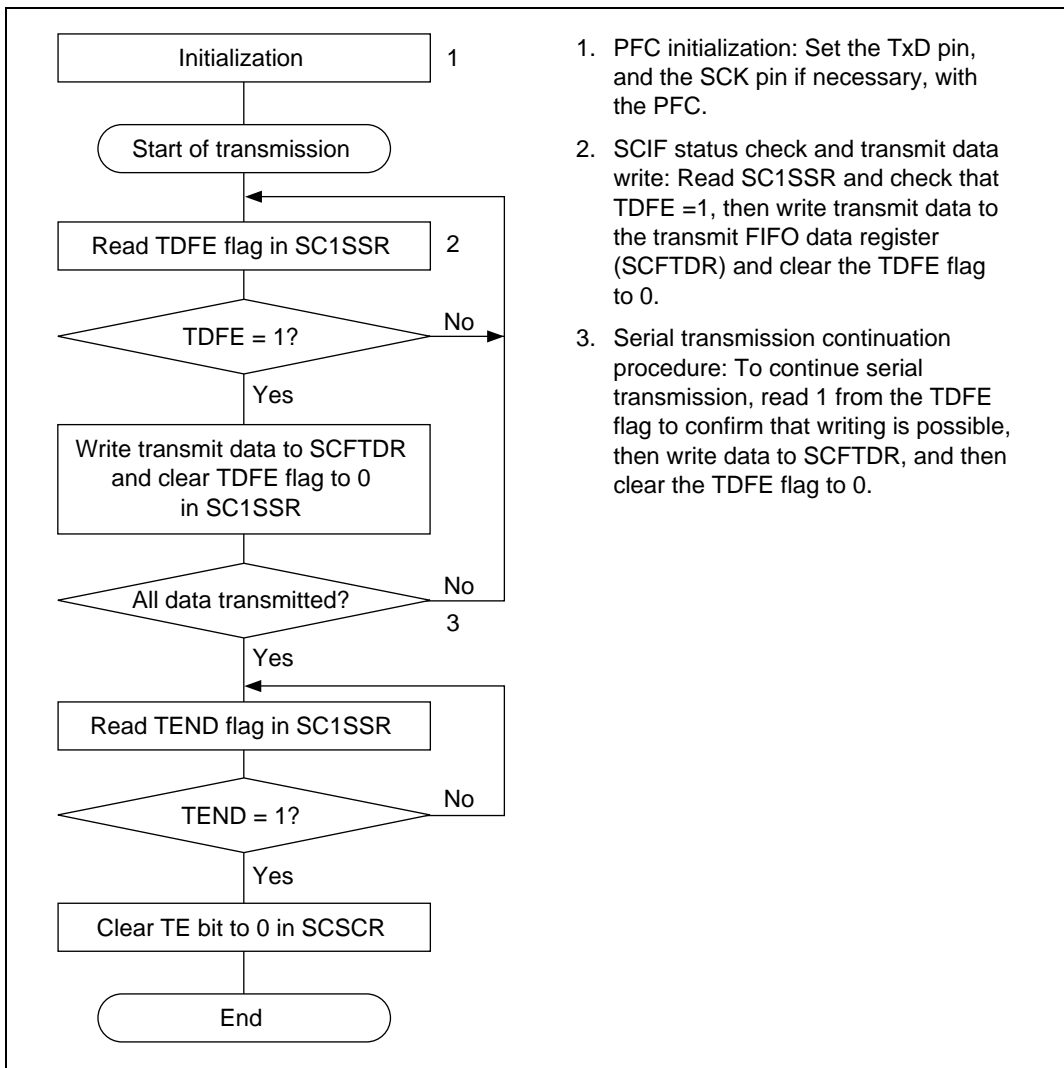 Initialization
1
Start of transmission
Read TDFE flag in SC1SSR
2
TDFE = 1?
No
Yes
Write transmit data to SCFTDR
and clear TDFE flag to 0
in SC1SSR
All data transmitted?
No
3
Yes
Read TEND flag in SC1SSR
TEND = 1?
No
Yes
Clear TE bit to 0 in SCSCR
End
1. PFC initialization: Set the TxD pin,
and the SCK pin if necessary, with
the PFC.
2. SCIF status check and transmit data
write: Read SC1SSR and check that
TDFE =1, then write transmit data to
the transmit FIFO data register
(SCFTDR) and clear the TDFE flag
to 0.
3. Serial transmission continuation
procedure: To continue serial
transmission, read 1 from the TDFE
flag to confirm that writing is possible,
then write data to SCFTDR, and then
clear the TDFE flag to 0.